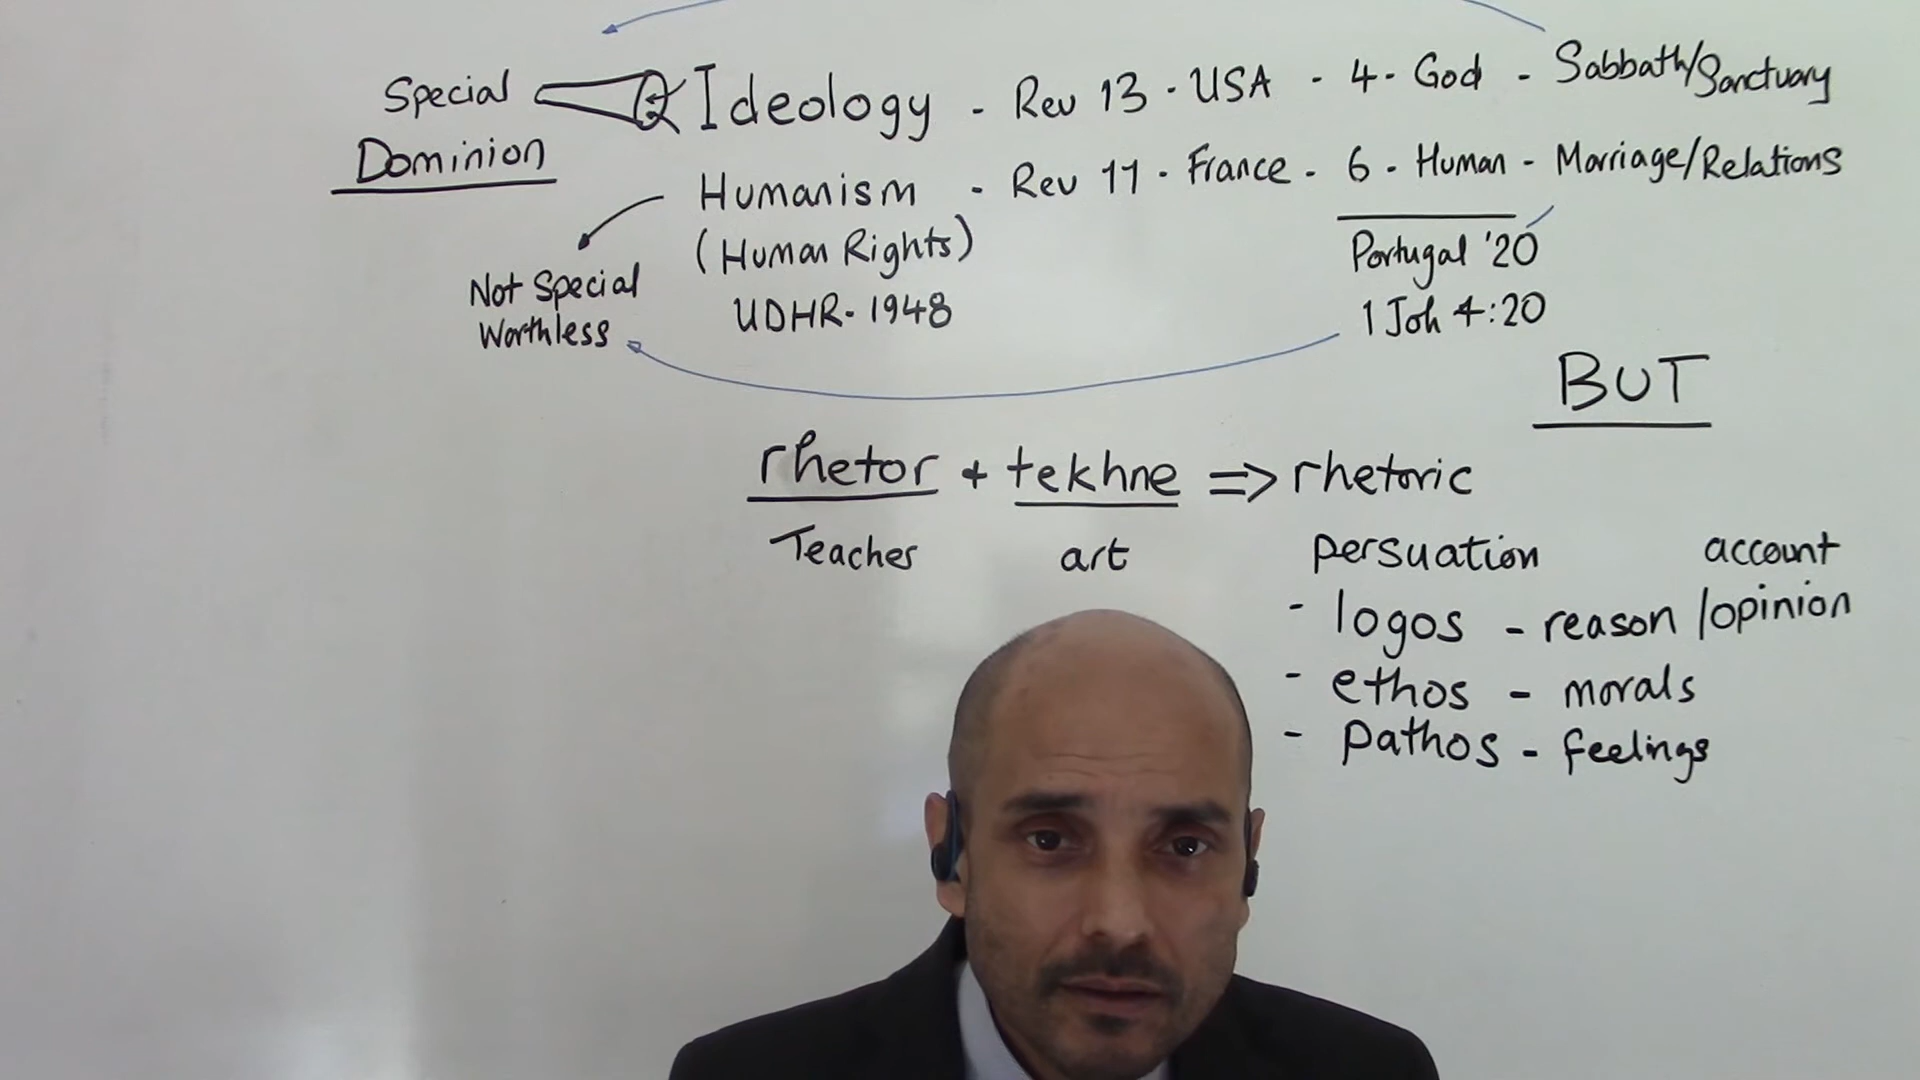 Special Ideology - Rev 13 · USA - 4 - God - Sabbath/Sanctuary
Dominion
Humanism - Rev 11 · France - 6 - Human - Marriage/Relations
(Human Rights) Portugal '20
Not Special
Worthless
UDHR - 1948 1 Joh 4:20
BUT
rhetor + tekhne => rhetoric
Teaches art persuation account
- logos - reason /opinion
- ethos - morals
- pathos - feelings